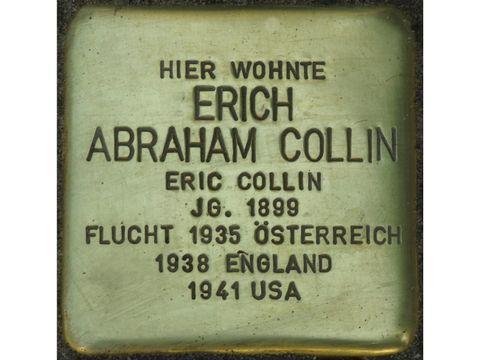 HIER WOHNTE
ERICH
ABRAHAM COLLIN
ERIC COLLIN
JG. 1899
FLUCHT 1935 ÖSTERREICH
1938 ENGLAND
1941 USA